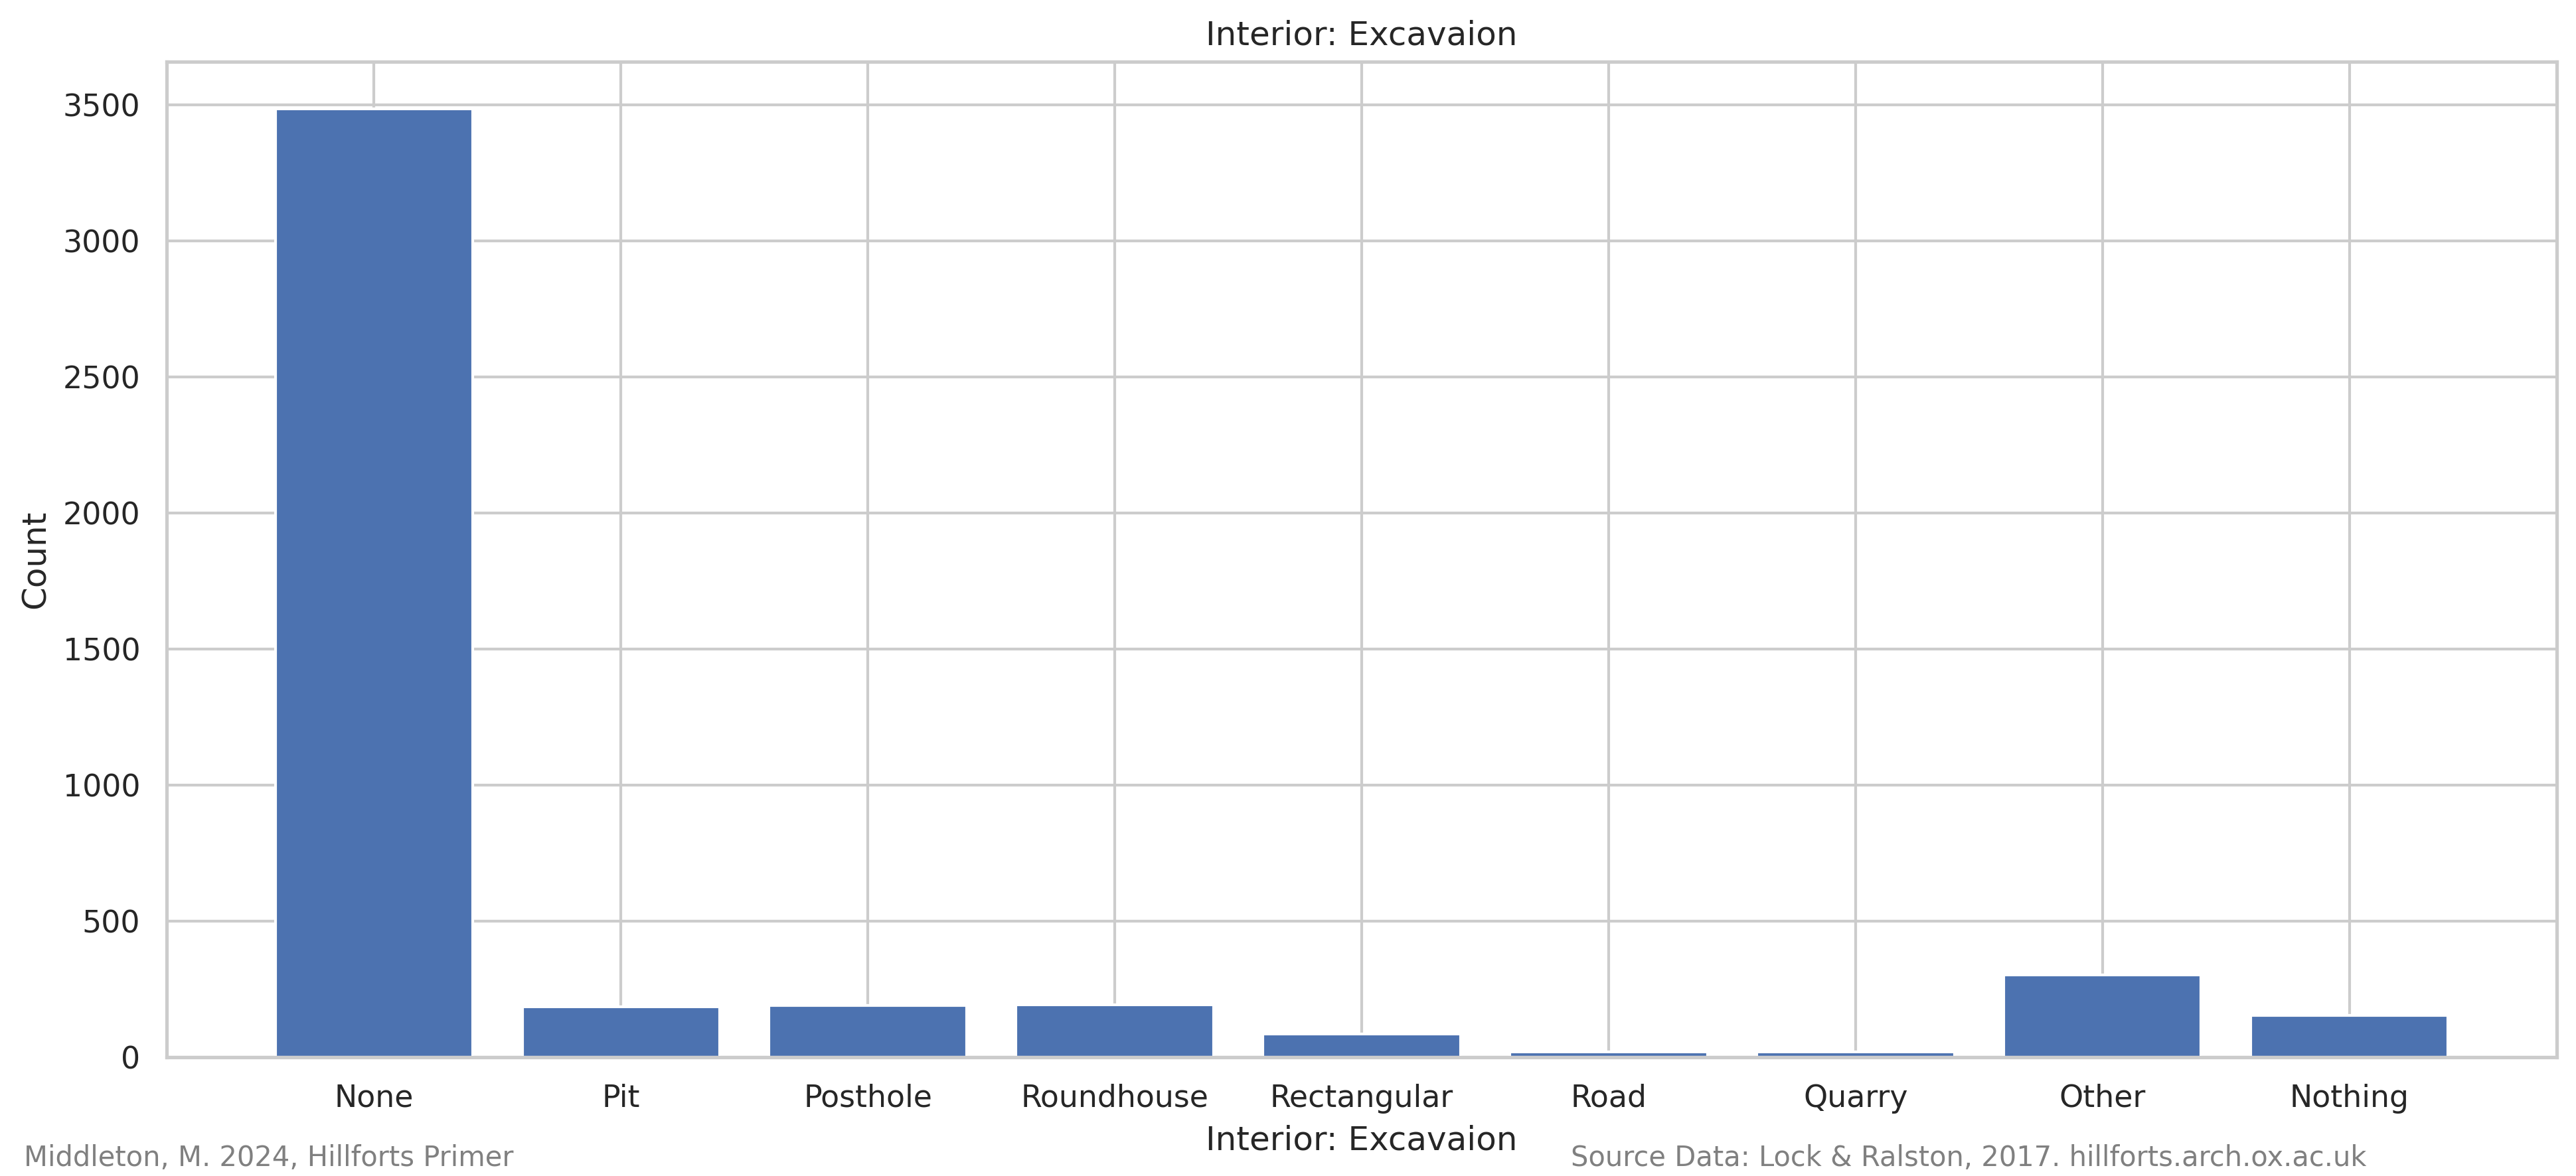 Interior: Excavaion
3500
3000
2500
2000
1500
1000
500
0
Count
None Pit Posthole Roundhouse Rectangular Road Quarry Other Nothing
Interior: Excavaion
Middleton, M. 2024, Hillforts Primer
Source Data: Lock & Ralston, 2017. hillforts.arch.ox.ac.uk